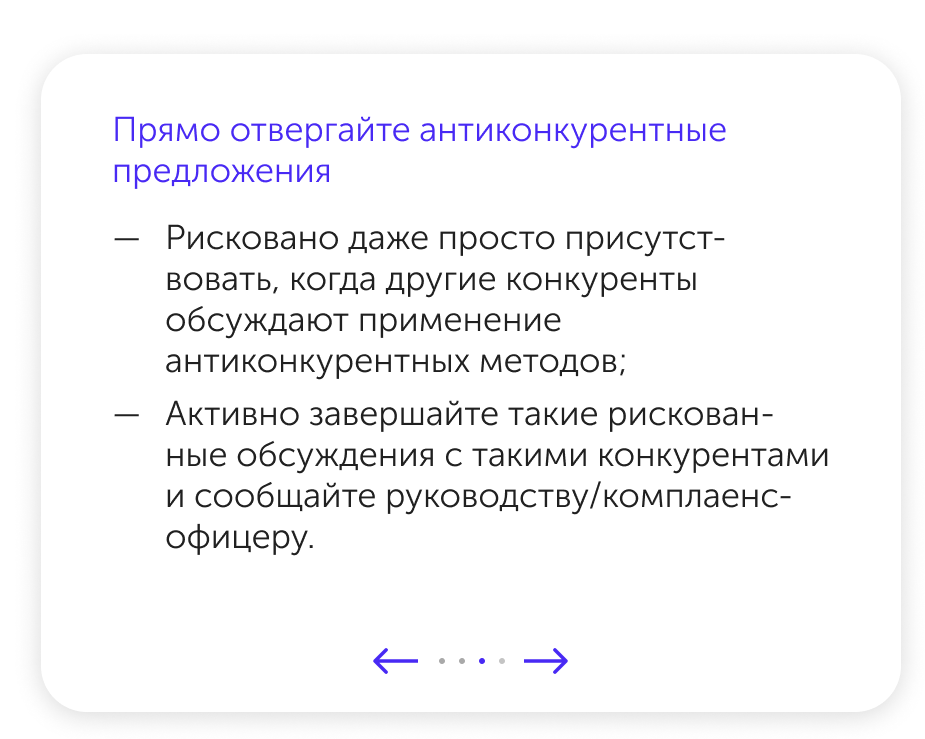 Прямо отвергайте антиконкурентные
предложения
— Рисковано даже просто присутст-
вовать, когда другие конкуренты
обсуждают применение
антиконкурентных методов;
— Активно завершайте такие рискован-
ные обсуждения с такими конкурентами
и сообщайте руководству/комплаенс-
офицеру.